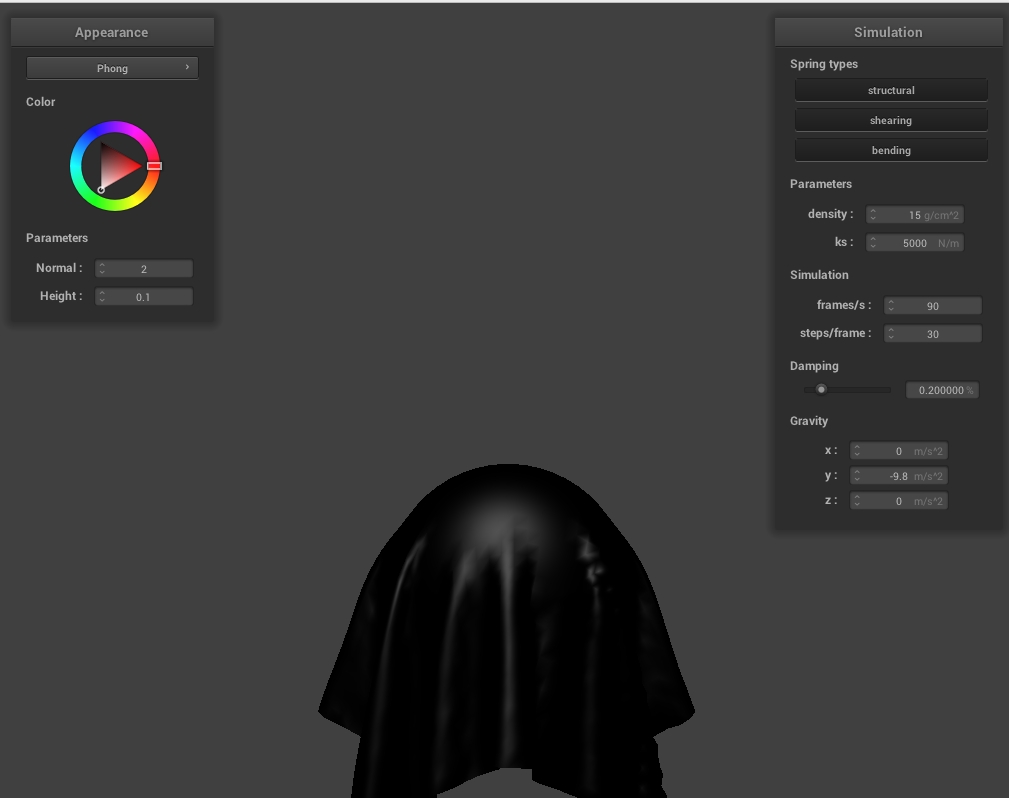 Appearance
Phong
Color
Parameters
Normal : 2
Height : 0.1
Simulation
Spring types
structural
shearing
bending
Parameters
density : 15 g/cm^2
ks : 5000 N/m
Simulation
frames/s : 90
steps/frame : 30
Damping
0.200000 %
Gravity
x : 0 m/s^2
y : -9.8 m/s^2
z : 0 m/s^2